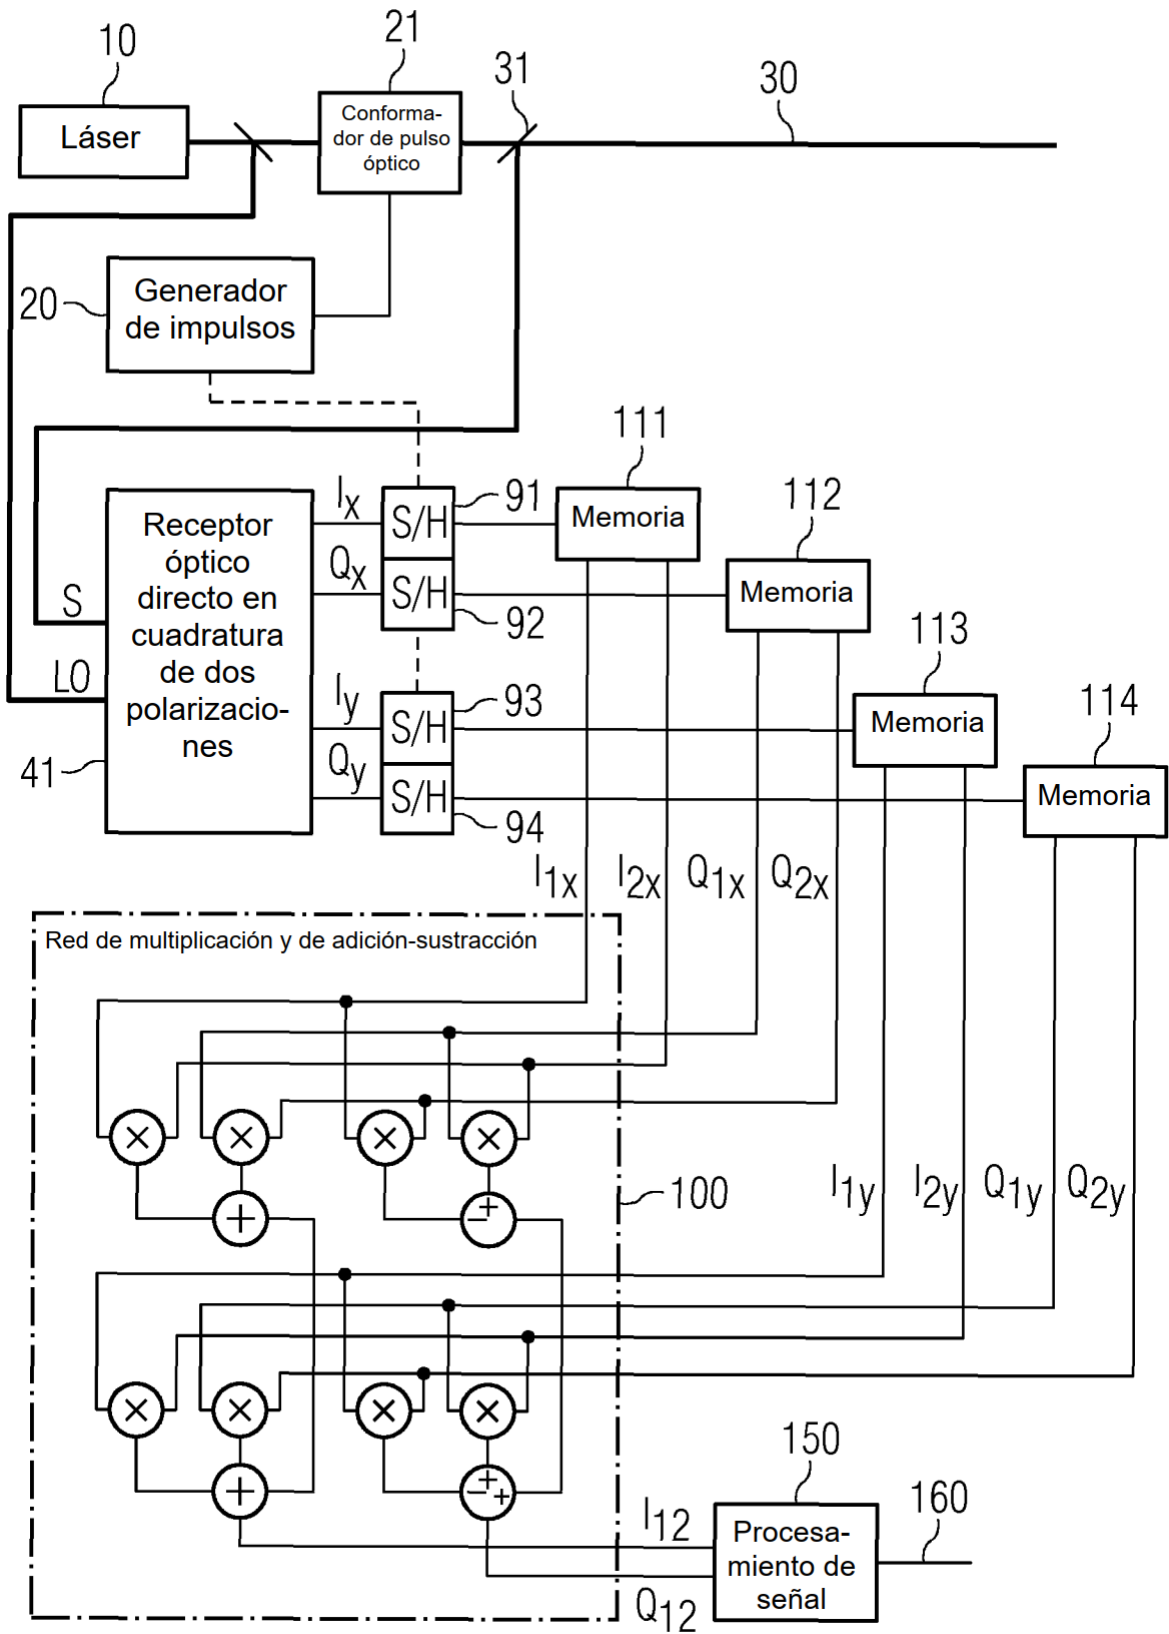 10
21
31
30
Láser
Conforma-
dor de pulso
óptico
20
Generador
de impulsos
111
112
113
114
Receptor
óptico
directo en
cuadratura
de dos
polarizacio-
nes
S
LO
41
Ix
Qx
Iy
Qy
S/H
S/H
S/H
S/H
91
92
93
94
Memoria
Memoria
Memoria
Memoria
I1x
I2x
Q1x
Q2x
Red de multiplicación y de adición-sustracción
× × × ×
+ − +
100
I1y
I2y
Q1y
Q2y
× × × ×
+ − + +
150
160
I12
Q12
Procesa-
miento de
señal